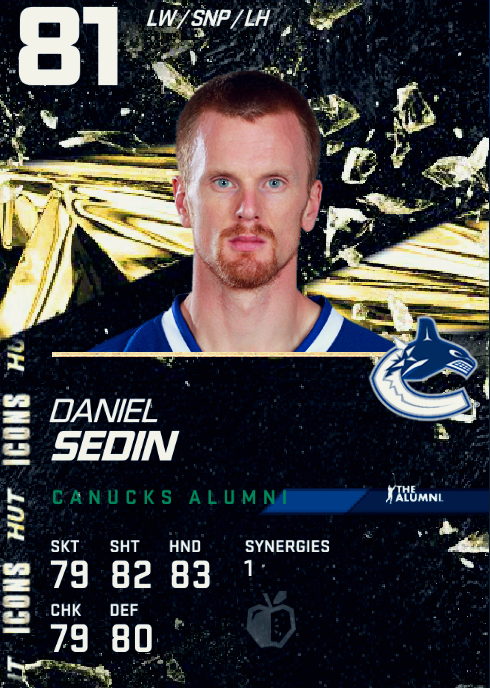 81
LW / SNP / LH
DANIEL
SEDIN
CANUCKS ALUMNI
THE
ALUMNI.
SKT SHT HND SYNERGIES
79 82 83 1
CHK DEF
79 80
HUT ICONS HUT ICONS